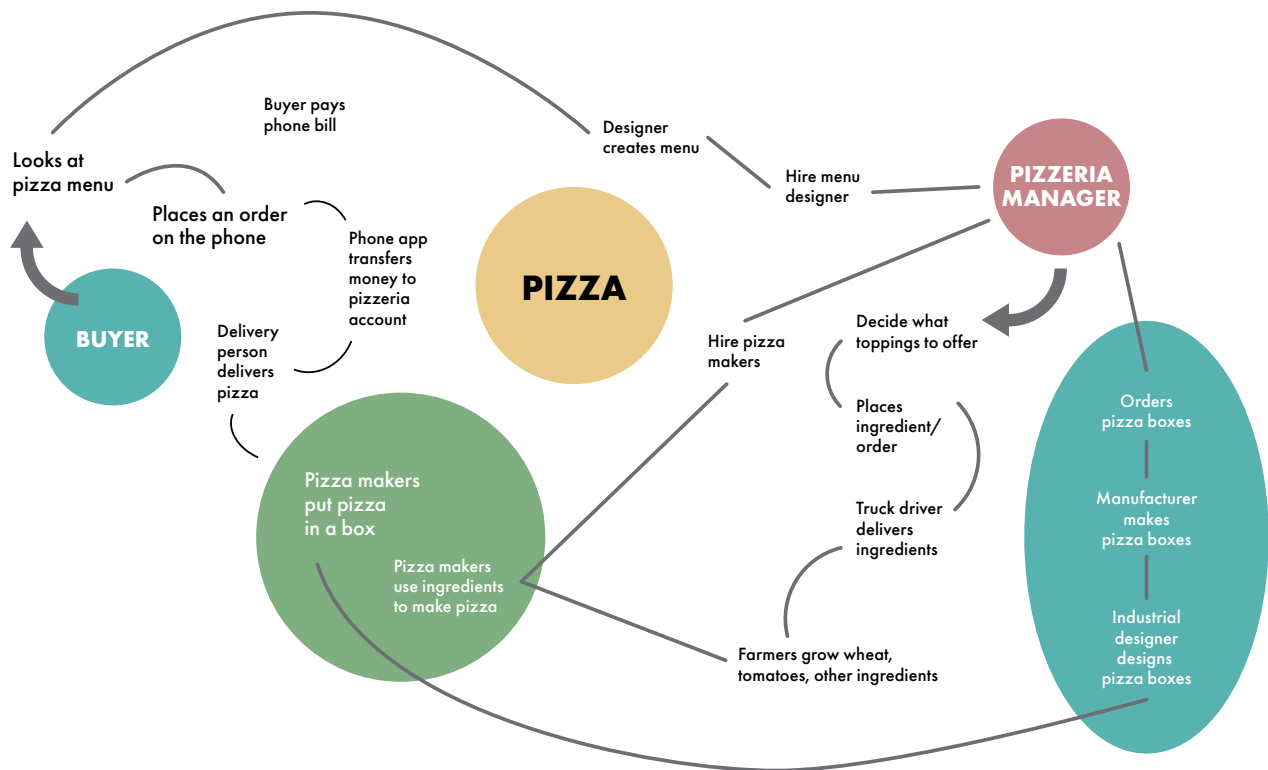 Buyer pays
phone bill
Looks at
pizza menu
Places an order
on the phone
Phone app
transfers
money to
pizzeria
account
BUYER
Delivery
person
delivers
pizza
Pizza makers
put pizza
in a box
Pizza makers
use ingredients
to make pizza
PIZZA
Designer
creates menu
Hire menu
designer
PIZZERIA
MANAGER
Hire pizza
makers
Decide what
toppings to offer
Places
ingredient/
order
Truck driver
delivers
ingredients
Farmers grow wheat,
tomatoes, other ingredients
Orders
pizza boxes
Manufacturer
makes
pizza boxes
Industrial
designer
designs
pizza boxes